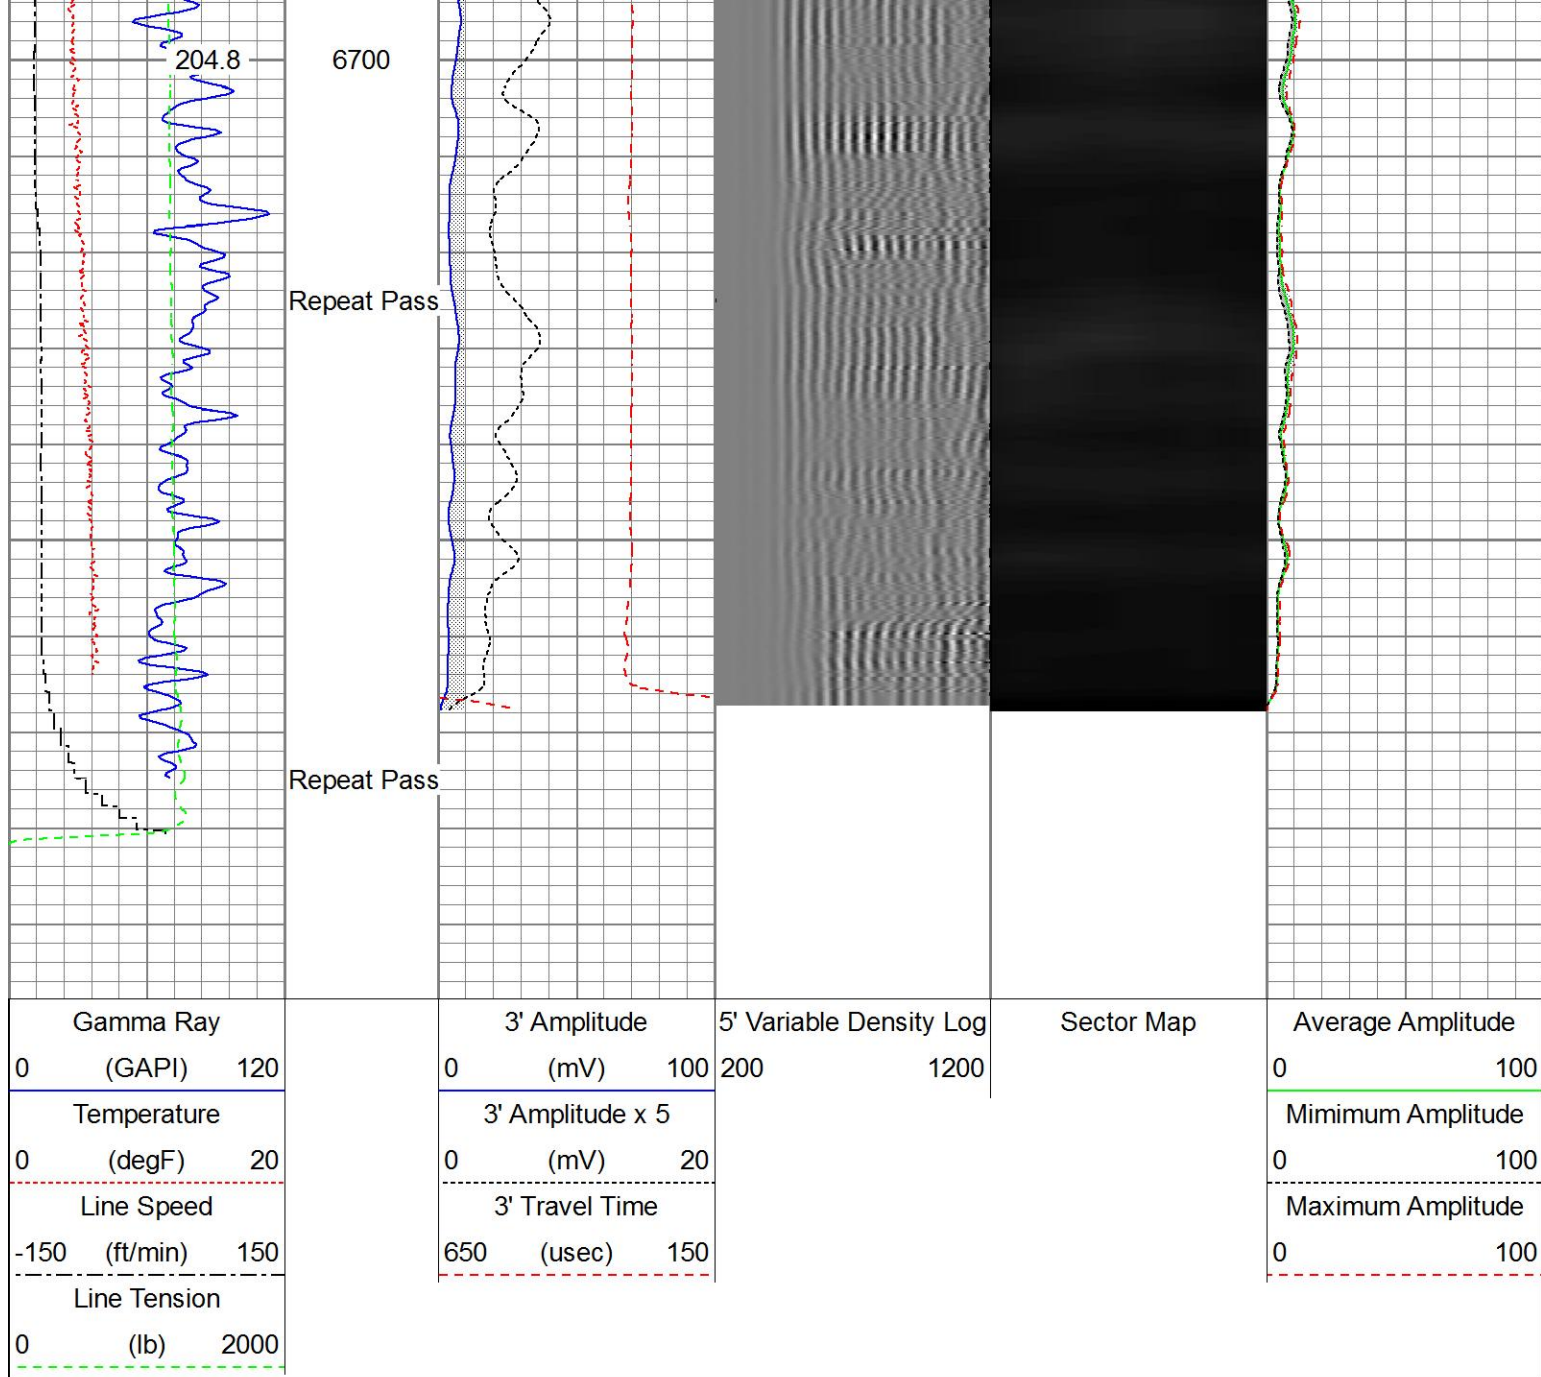 204.8 6700
Repeat Pass
Repeat Pass
Gamma Ray 3' Amplitude 5' Variable Density Log Sector Map Average Amplitude
0 (GAPI) 120 0 (mV) 100 200 1200 0 100
Temperature 3' Amplitude x 5 Mimimum Amplitude
0 (degF) 20 0 (mV) 20 0 100
Line Speed 3' Travel Time Maximum Amplitude
-150 (ft/min) 150 650 (usec) 150 0 100
Line Tension
0 (lb) 2000